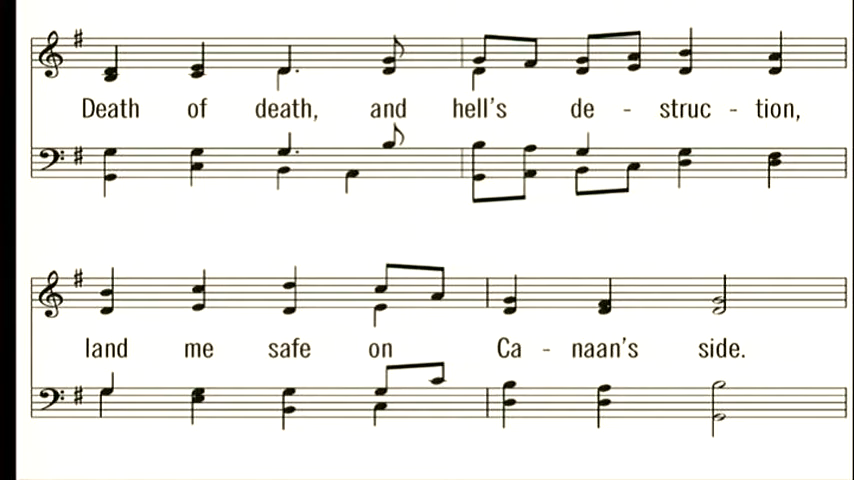 Death of death, and hell's de - struc - tion,
land me safe on Ca - naan's side.